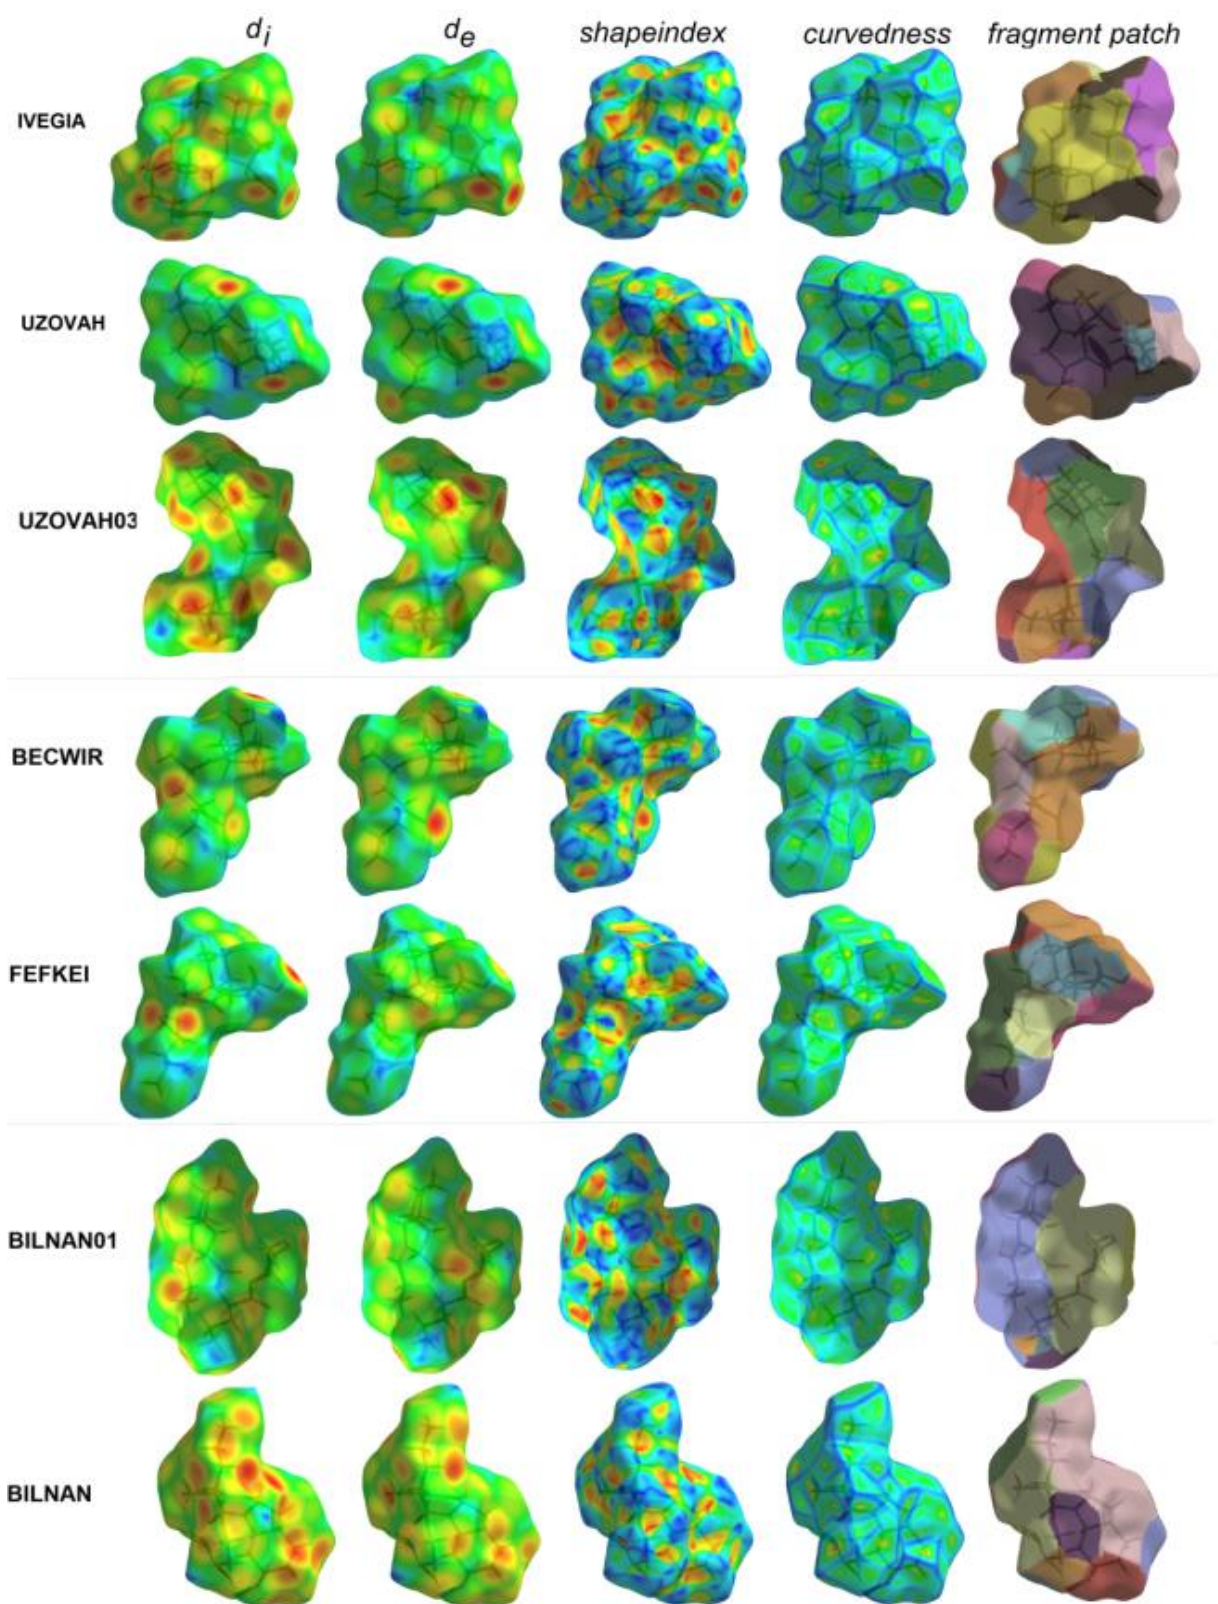 d_i d_e shapeindex curvedness fragment patch
IVEGIA
UZOVAH
UZOVAH03
BECWIR
FEFKEI
BILNAN01
BILNAN